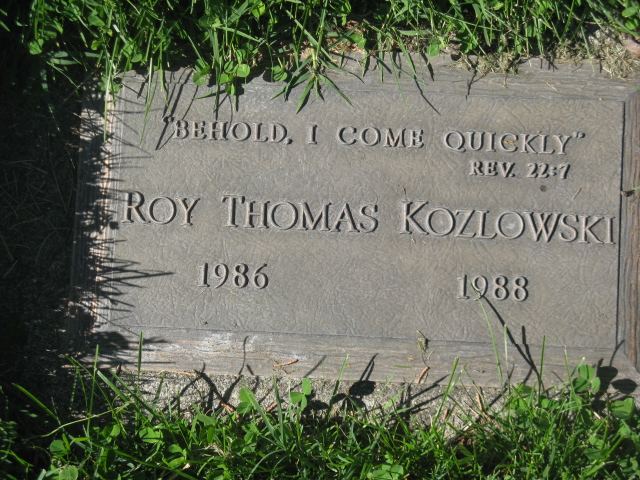 "BEHOLD, I COME QUICKLY"
REV. 22:7
ROY THOMAS KOZLOWSKI
1986 1988